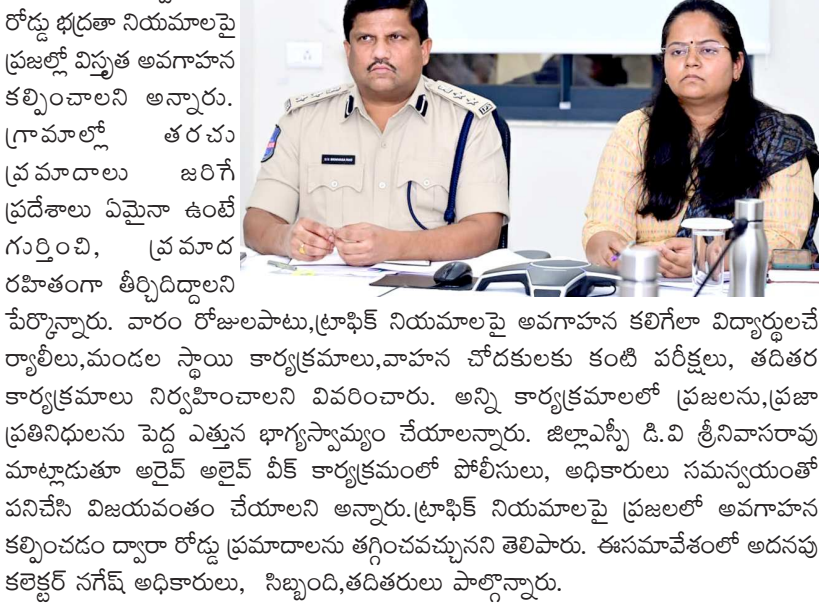 రోడ్డు భద్రతా నియమాలపై
ప్రజల్లో విస్తృత అవగాహన
కల్పించాలని అన్నారు.
గ్రామాల్లో తరచు
ప్రమాదాలు జరిగే
ప్రదేశాలు ఏమైనా ఉంటే
గుర్తించి, ప్రమాద
రహితంగా తీర్చిదిద్దాలని
పేర్కొన్నారు. వారం రోజులపాటు,ట్రాఫిక్ నియమాలపై అవగాహన కలిగేలా విద్యార్థులచే
ర్యాలీలు,మండల స్థాయి కార్యక్రమాలు,వాహన చోదకులకు కంటి పరీక్షలు, తదితర
కార్యక్రమాలు నిర్వహించాలని వివరించారు. అన్ని కార్యక్రమాలలో ప్రజలను,ప్రజా
ప్రతినిధులను పెద్ద ఎత్తున భాగ్యస్వామ్యం చేయాలన్నారు. జిల్లాఎస్పీ డి.వి శ్రీనివాసరావు
మాట్లాడుతూ అరైవ్ అలైవ్ వీక్ కార్యక్రమంలో పోలీసులు, అధికారులు సమన్వయంతో
పనిచేసి విజయవంతం చేయాలని అన్నారు.ట్రాఫిక్ నియమాలపై ప్రజలలో అవగాహన
కల్పించడం ద్వారా రోడ్డు ప్రమాదాలను తగ్గించవచ్చునని తెలిపారు. ఈసమావేశంలో అదనపు
కలెక్టర్ నగేష్ అధికారులు, సిబ్బంది,తదితరులు పాల్గొన్నారు.